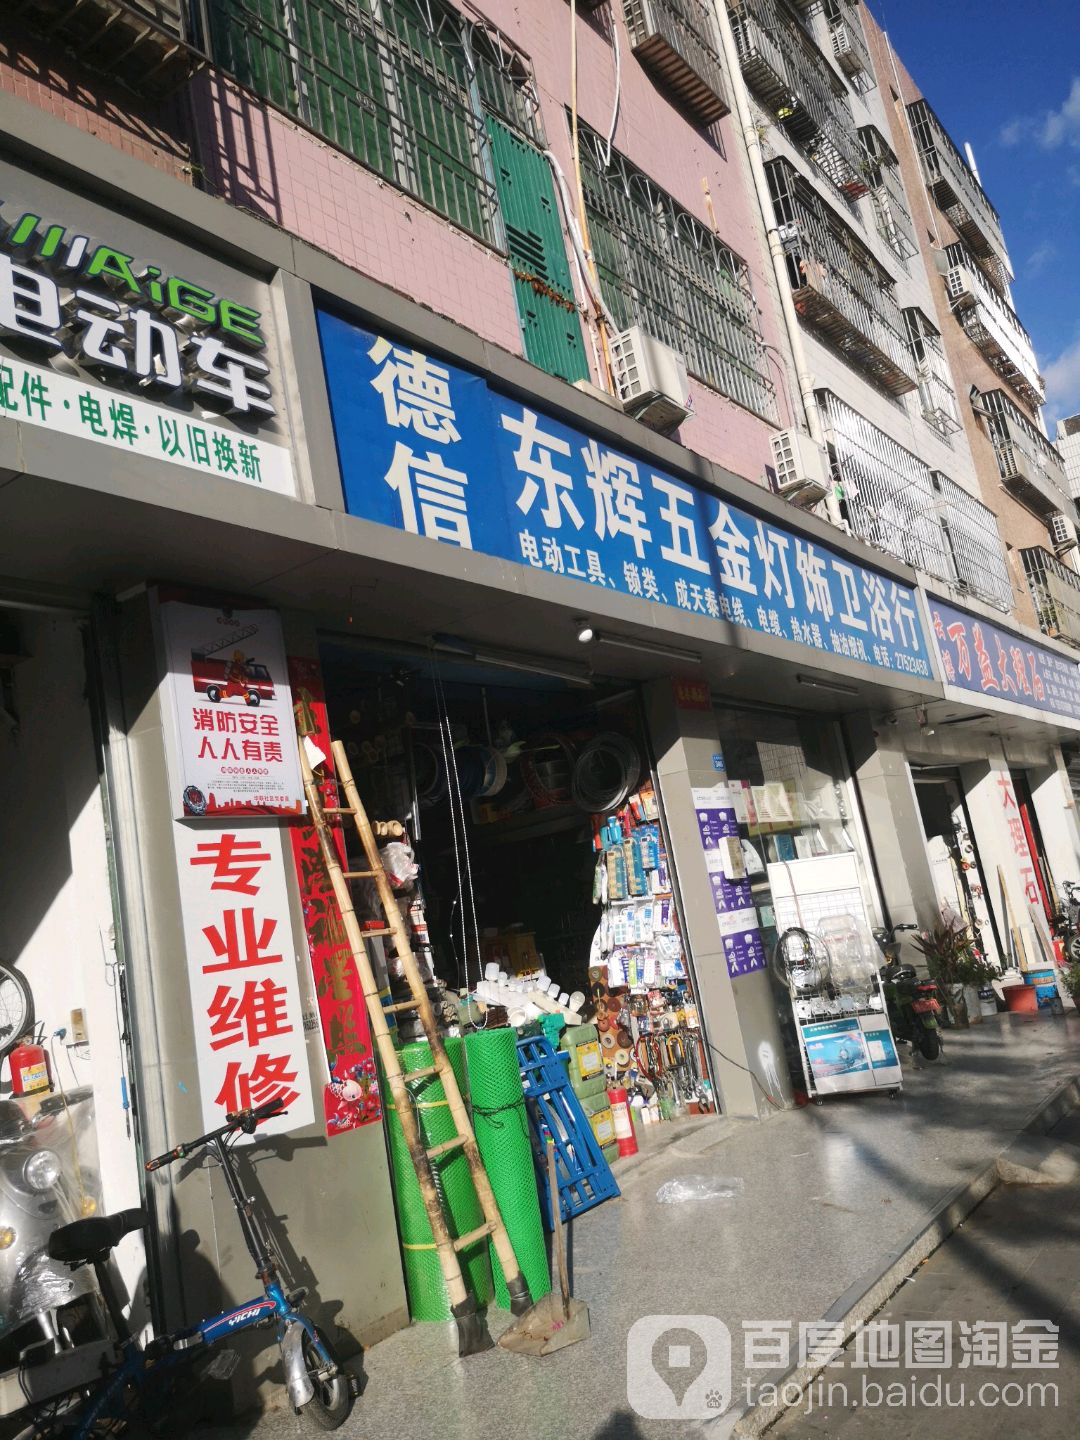 AiGE
电动车
配件·电焊·以旧换新
德信
东辉五金灯饰卫浴行
电动工具、锁类、成天泰电线、电缆、热水器、抽油烟机、电话:27523458
万益大理石
消防安全
人人有责
专业维修
大理石
YICHI
百度地图淘金
taojin.baidu.com